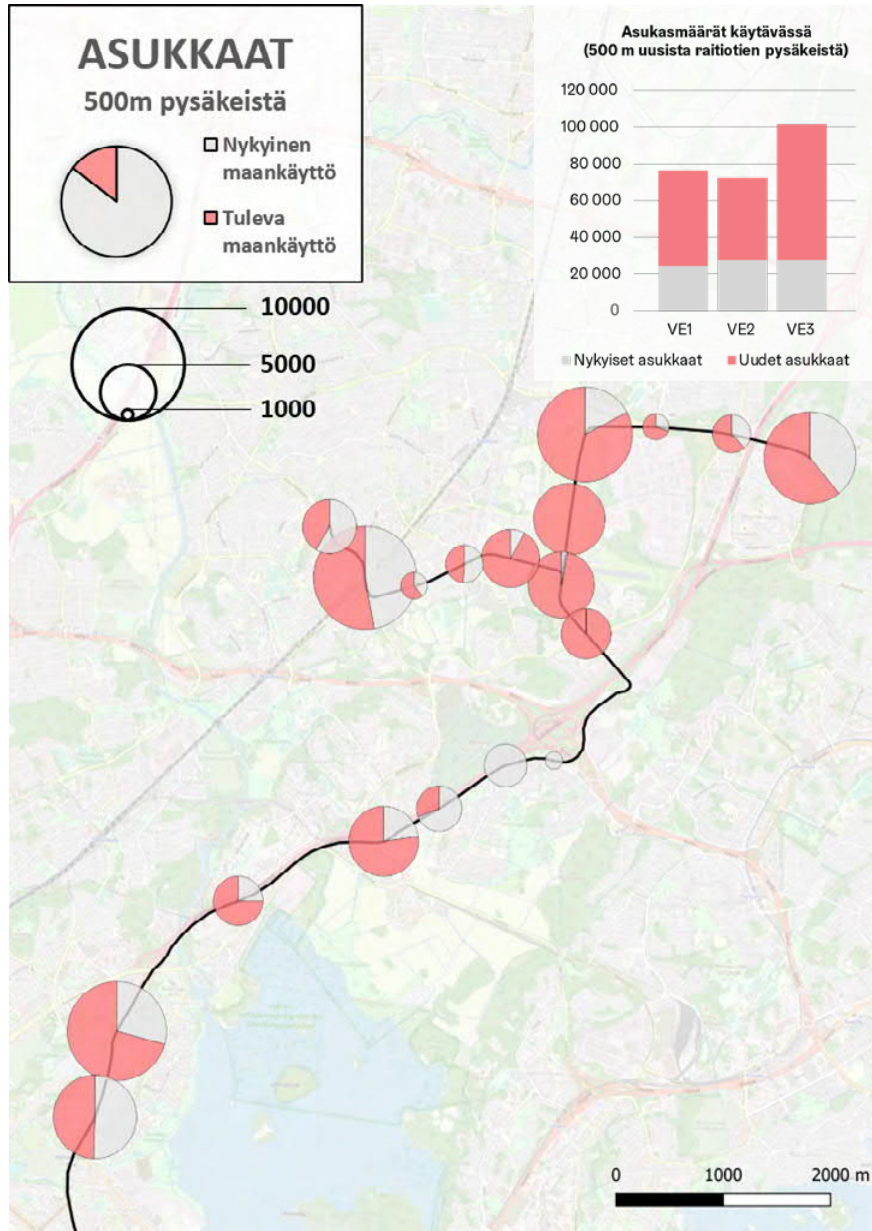 ASUKKAAT
500m pysäkeistä
Nykyinen
maankäyttö
Tuleva
maankäyttö
10000
5000
1000
Asukasmäärät käytävässä
(500 m uusista raitiotien pysäkeistä)
120 000
100 000
80 000
60 000
40 000
20 000
0
VE1 VE2 VE3
Nykyiset asukkaat Uudet asukkaat
0 1000 2000 m